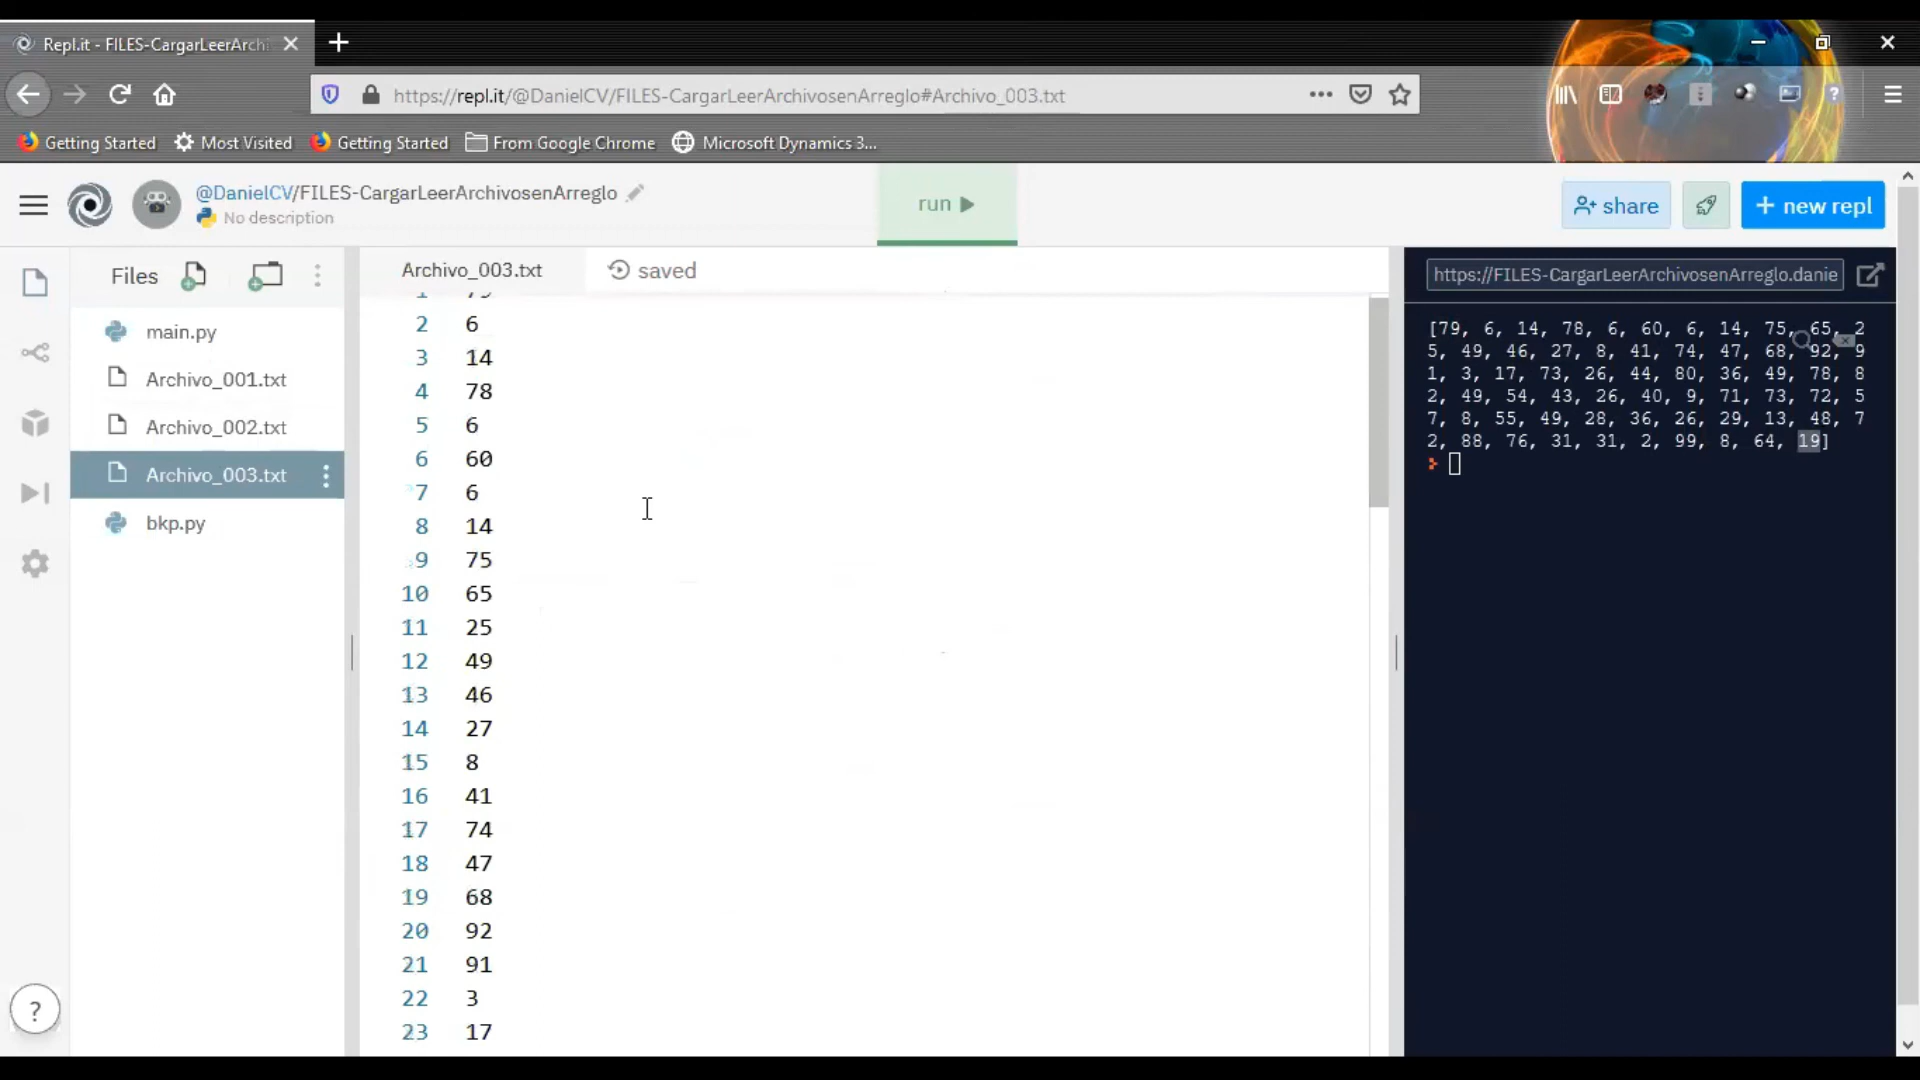 Repl.it - FILES-CargarLeerArchi
https://repl.it/@DanielCV/FILES-CargarLeerArchivosenArreglo#Archivo_003.txt
Getting Started Most Visited Getting Started From Google Chrome Microsoft Dynamics 3...
@DanielCV/FILES-CargarLeerArchivosenArreglo
No description
run
share
+ new repl
Files
main.py
Archivo_001.txt
Archivo_002.txt
Archivo_003.txt
bkp.py
Archivo_003.txt
saved
1 79
2 6
3 14
4 78
5 6
6 60
7 6
8 14
9 75
10 65
11 25
12 49
13 46
14 27
15 8
16 41
17 74
18 47
19 68
20 92
21 91
22 3
23 17
https://FILES-CargarLeerArchivosenArreglo.danie
[79, 6, 14, 78, 6, 60, 6, 14, 75, 65, 2
5, 49, 46, 27, 8, 41, 74, 47, 68, 92, 9
1, 3, 17, 73, 26, 44, 80, 36, 49, 78, 8
2, 49, 54, 43, 26, 40, 9, 71, 73, 72, 5
7, 8, 55, 49, 28, 36, 26, 29, 13, 48, 7
2, 88, 76, 31, 31, 2, 99, 8, 64, 19]
?